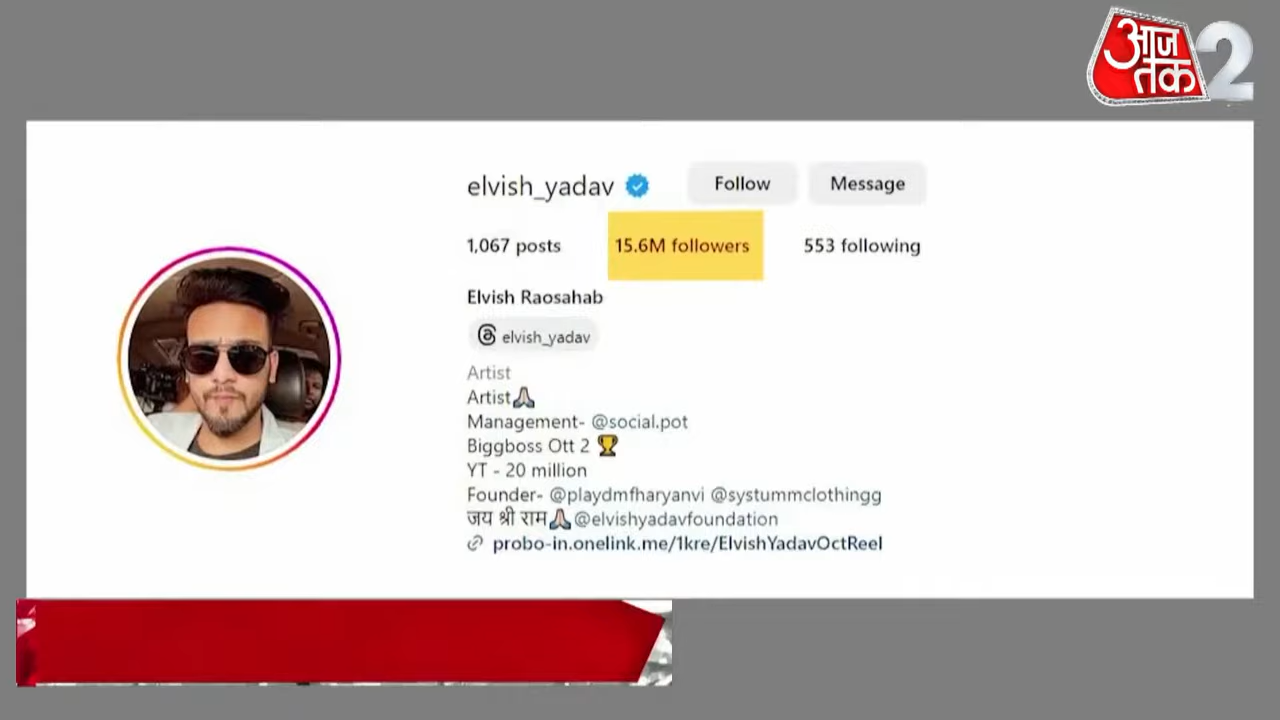 आज तक 2
elvish_yadav Follow Message
1,067 posts 15.6M followers 553 following
Elvish Raosahab
elvish_yadav
Artist
Artist🙏🏻
Management- @social.pot
Biggboss Ott 2 🏆
YT - 20 million
Founder- @playdmfharyanvi @systummclothingg
जय श्री राम🙏🏻@elvishyadavfoundation
probo-in.onelink.me/1kre/ElvishYadavOctReel